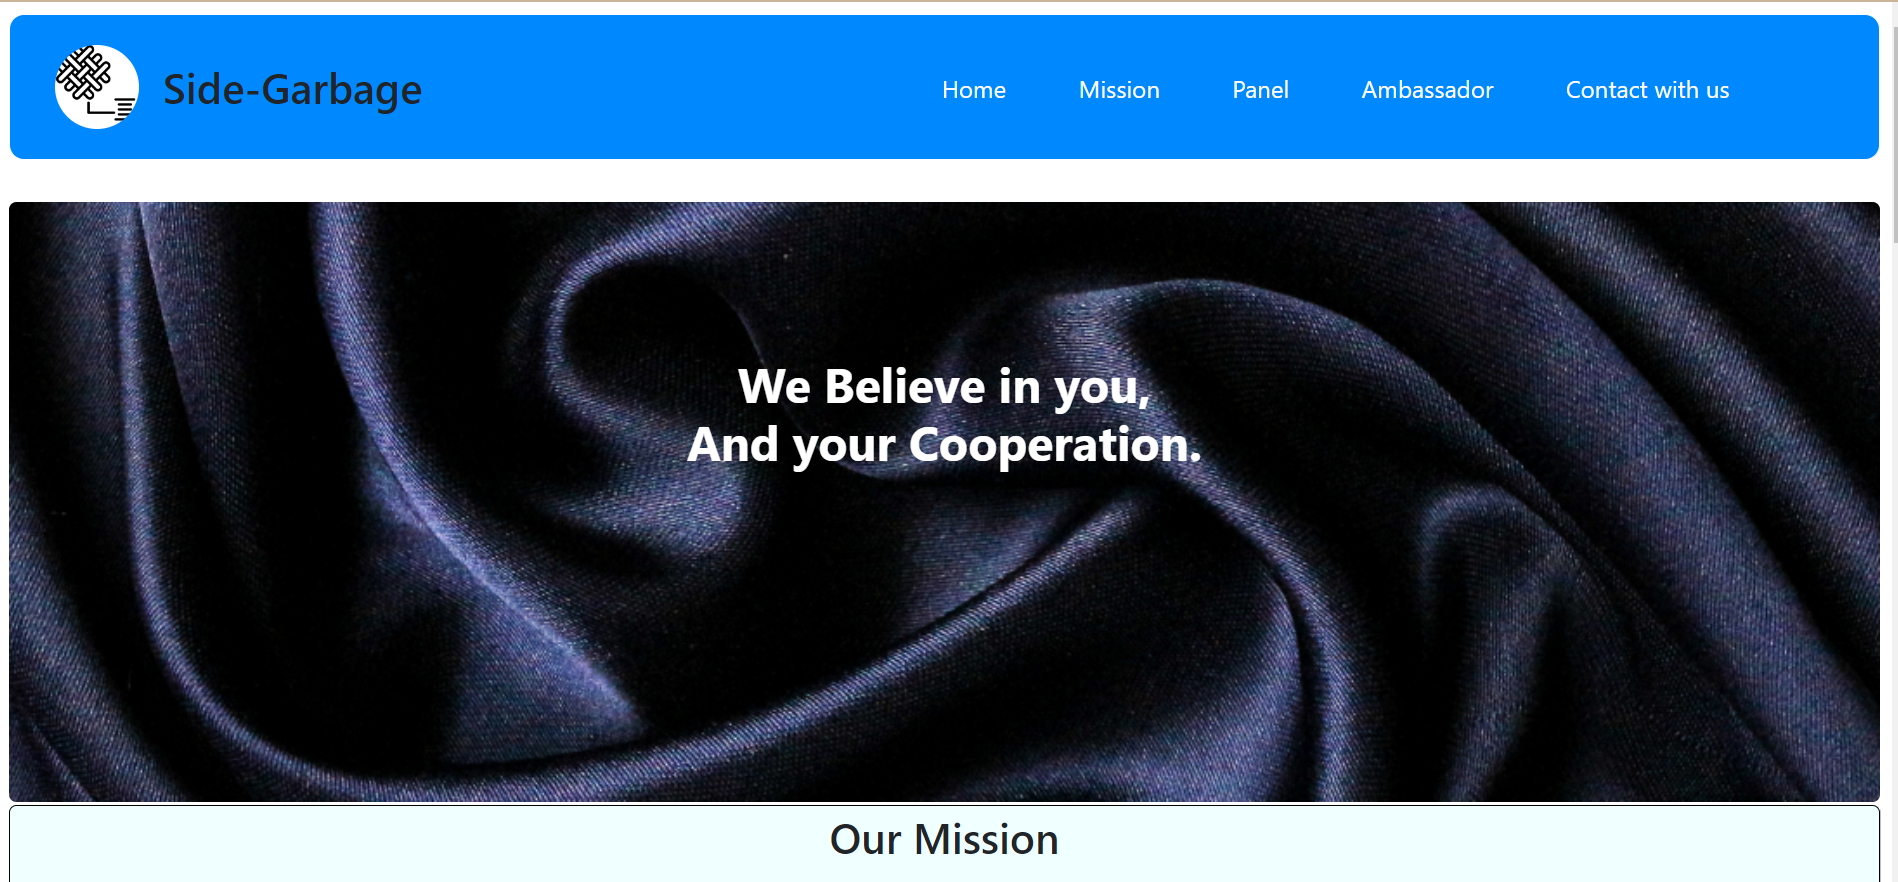 Side-Garbage
Home Mission Panel Ambassador Contact with us
We Believe in you,
And your Cooperation.
Our Mission